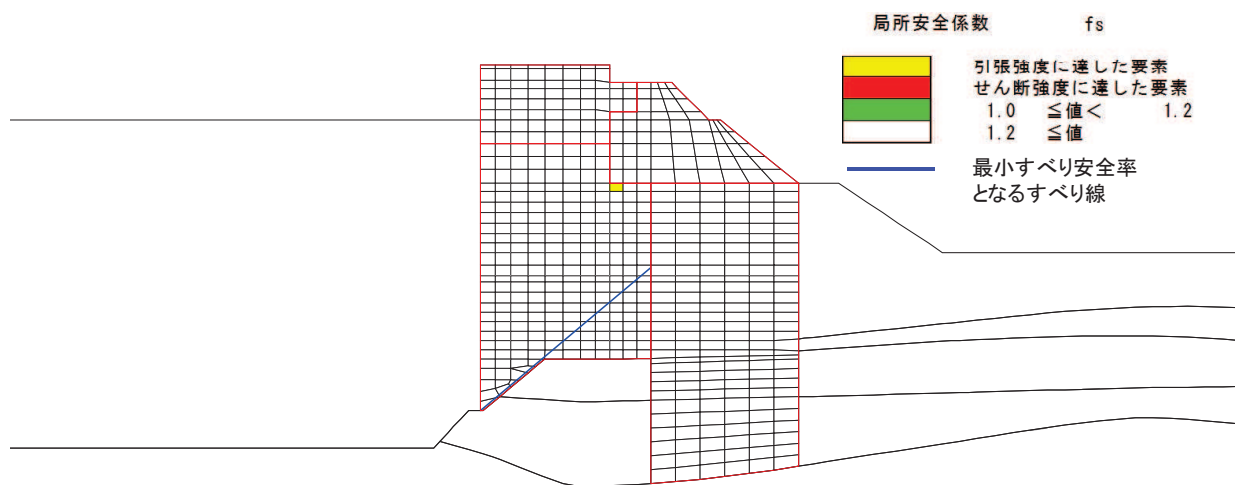 局所安全係数 fs
引張強度に達した要素
せん断強度に達した要素
1.0 ≦値< 1.2
1.2 ≦値
最小すべり安全率
となるすべり線